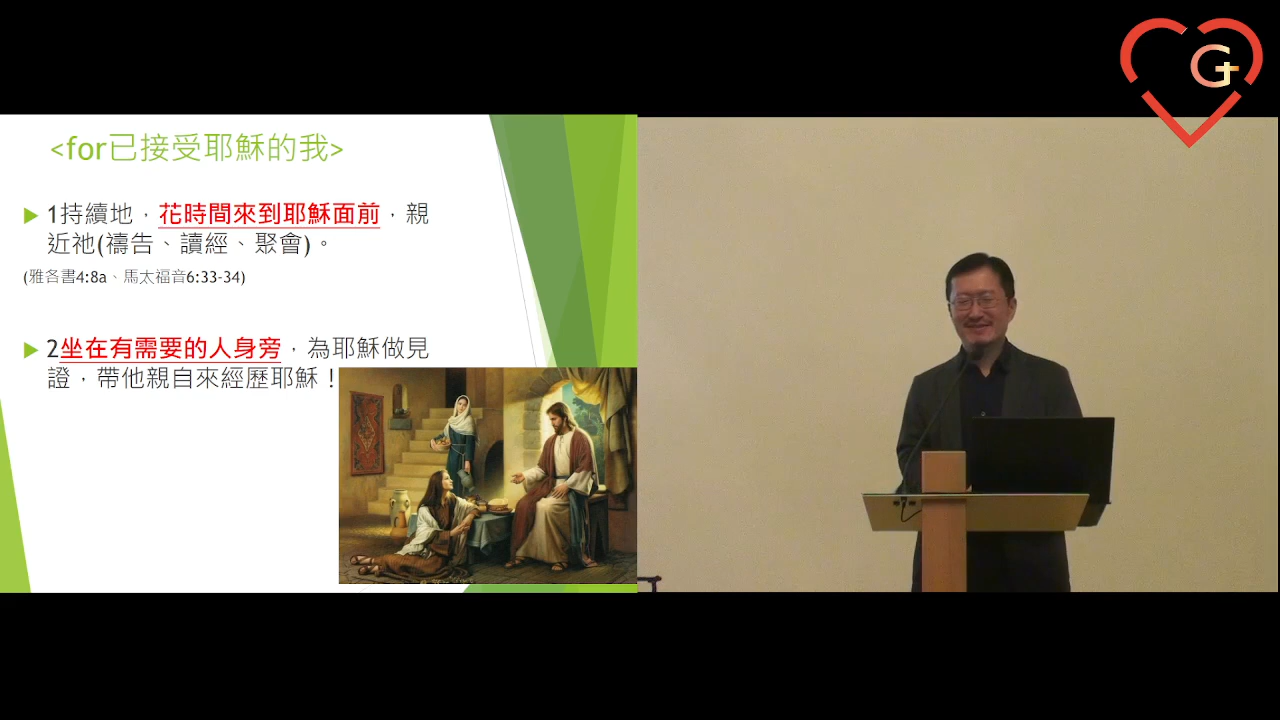 <for已接受耶穌的我>
1持續地，花時間來到耶穌面前，親
近祂(禱告、讀經、聚會)。
(雅各書4:8a、馬太福音6:33-34)
2坐在有需要的人身旁，為耶穌做見
證，帶他親自來經歷耶穌！
G